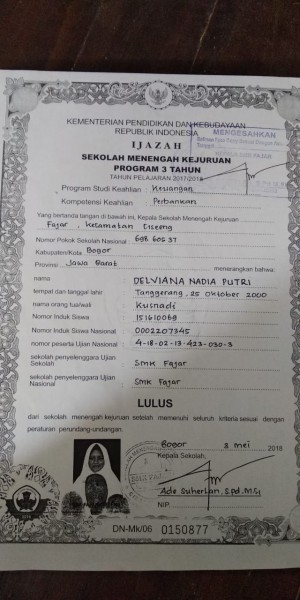 KEMENTERIAN PENDIDIKAN DAN KEBUDAYAAN
REPUBLIK INDONESIA
MENGESAHKAN
IJAZAH
SEKOLAH MENENGAH KEJURUAN
PROGRAM 3 TAHUN
TAHUN PELAJARAN 2017/2018
Program Studi Keahlian : Keuangan
Kompetensi Keahlian : Perbankan
Yang bertanda tangan di bawah ini, Kepala Sekolah Menengah Kejuruan
Fajar, Kecamatan Ciseeng
Nomor Pokok Sekolah Nasional : 698 605 37
Kabupaten/Kota : Bogor
Provinsi : Jawa Barat menerangkan bahwa:
nama DELVIANA NADIA PUTRI
tempat dan tanggal lahir Tanggerang, 25 Oktober 2000
nama orang tua/wali Kusnadi
Nomor Induk Siswa 151610069
Nomor Induk Siswa Nasional 0002207345
nomor peserta Ujian Nasional 4-18-02-13-423-030-3
sekolah penyelenggara Ujian Sekolah SMK Fajar
sekolah penyelenggara Ujian Nasional SMK Fajar
LULUS
dari sekolah menengah kejuruan setelah memenuhi seluruh kriteria sesuai dengan
peraturan perundang-undangan.
Bogor 3 mei 2018
Kepala Sekolah,
Ade Suherlan, S.pd. M.Si
NIP.
DN-Mk/06 0150877